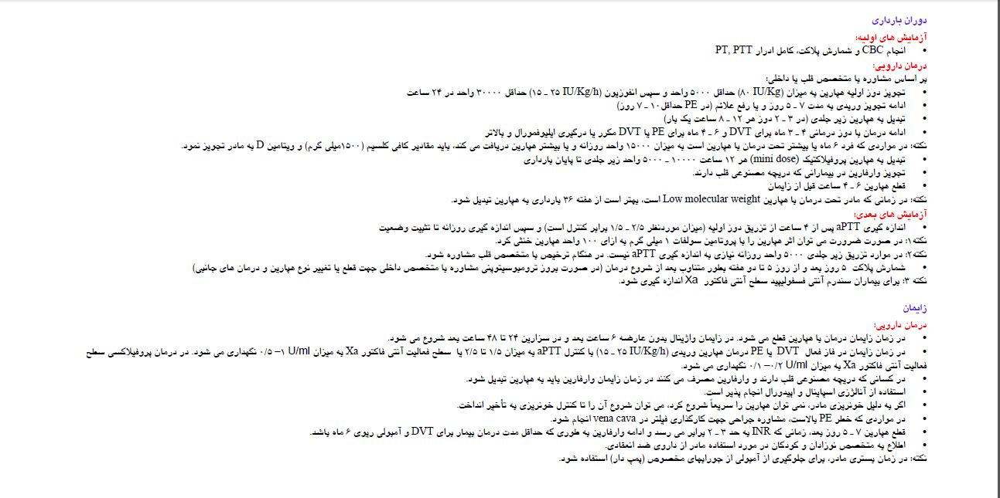 دوران بارداری
آزمایش های اولیه:
• انجام CBC و شمارش پلاکت، کامل ادرار PT, PTT
درمان دارویی:
بر اساس مشاوره با متخصص قلب یا داخلی:
• تجویز دوز اولیه هپارین به میزان (۸۰ IU/Kg) حداقل ۵۰۰۰ واحد و سپس انفوزیون (۱۵ ـ ۲۵ IU/Kg/h) حداقل ۳۰۰۰۰ واحد در ۲۴ ساعت
• ادامه تجویز وریدی به مدت ۷ ـ ۵ روز و یا رفع علائم (در PE حداقل۱۰ ـ ۷ روز)
• تبدیل به هپارین زیر جلدی (در ۳ ـ ۲ دوز هر ۱۲ ـ ۸ ساعت یک بار)
• ادامه درمان با دوز درمانی ۴ ـ ۳ ماه برای DVT و ۶ ـ ۴ ماه برای PE یا DVT مکرر یا درگیری ایلیوفمورال و بالاتر
نکته: در مواردی که فرد ۶ ماه یا بیشتر تحت درمان با هپارین است به میزان ۱۵۰۰۰ واحد روزانه و یا بیشتر هپارین دریافت می کند، باید مقادیر کافی کلسیم (۱۵۰۰میلی گرم) و ویتامین D به مادر تجویز نمود.
• تبدیل به هپارین پروفیلاکتیک (mini dose) هر ۱۲ ساعت ۱۰۰۰۰ ـ ۵۰۰۰ واحد زیر جلدی تا پایان بارداری
• تجویز وارفارین در بیمارانی که دریچه مصنوعی قلب دارند.
• قطع هپارین ۶ ـ ۴ ساعت قبل از زایمان
نکته: در زمانی که مادر تحت درمان با هپارین Low molecular weight است، بهتر است از هفته ۳۶ بارداری به هپارین تبدیل شود.
آزمایش های بعدی:
• اندازه گیری aPTT پس از ۴ ساعت از تزریق دوز اولیه (میزان موردنظر ۲/۵ ـ ۱/۵ برابر کنترل است) و سپس اندازه گیری روزانه تا تثبیت وضعیت
نکته۱: در صورت ضرورت می توان اثر هپارین را با پروتامین سولفات ۱ میلی گرم به ازای ۱۰۰ واحد هپارین خنثی کرد.
نکته۲: در موارد تزریق زیر جلدی ۵۰۰۰ واحد روزانه نیازی به اندازه گیری aPTT نیست. در هنگام ترخیص با متخصص قلب مشاوره شود.
• شمارش پلاکت ۵ روز بعد و از روز ۵ تا دو هفته بطور متناوب بعد از شروع درمان (در صورت بروز ترومبوسیتوپنی مشاوره با متخصص داخلی جهت قطع یا تغییر نوع هپارین و درمان های جانبی)
نکته ۳: برای بیماران سندرم آنتی فسفولیپید سطح آنتی فاکتور Xa اندازه گیری شود.
زایمان
درمان دارویی:
• در زمان زایمان درمان با هپارین قطع می شود. در زایمان واژینال بدون عارضه ۶ ساعت بعد و در سزارین ۲۴ تا ۴۸ ساعت بعد شروع می شود.
• در زمان زایمان در فاز فعال DVT یا PE درمان هپارین وریدی (۱۵ ـ ۲۵ IU/Kg/h) با کنترل aPTT به میزان ۱/۵ تا ۲/۵ یا سطح فعالیت آنتی فاکتور Xa به میزان ۰/۵ –۱ U/ml نگهداری می شود. در درمان پروفیلاکسی سطح
فعالیت آنتی فاکتور Xa به میزان ۰/۱ –۰/۲ U/ml نگهداری می شود.
• در کسانی که دریچه مصنوعی قلب دارند و وارفارین مصرف می کنند در زمان زایمان وارفارین باید به هپارین تبدیل شود.
• استفاده از آنالژزی اسپاینال و اپیدورال انجام پذیر است.
• اگر به دلیل خونریزی مادر، نمی توان هپارین را سریعاً شروع کرد، می توان شروع آن را تا کنترل خونریزی به تأخیر انداخت.
• در مواردی که خطر PE بالاست، مشاوره جراحی جهت کارگذاری فیلتر در vena cava انجام شود.
• قطع هپارین ۷ ـ ۵ روز بعد، زمانی که INR به حد ۳ ـ ۲ برابر می رسد و ادامه وارفارین به طوری که حداقل مدت درمان بیمار برای DVT و آمبولی ریوی ۶ ماه باشد.
• اطلاع به متخصص نوزادان و کودکان در مورد استفاده مادر از داروی ضد انعقادی.
نکته: در زمان بستری مادر، برای جلوگیری از آمبولی از جورابهای مخصوص (پمپ دار) استفاده شود.